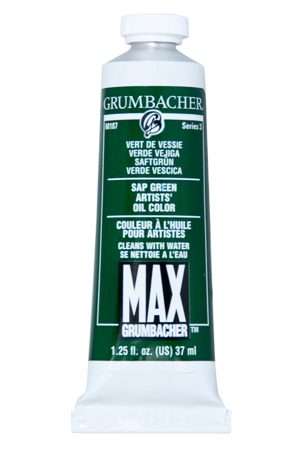 GRUMBACHER
Series 3
VERT DE VESSIE
VERDE VEJIGA
SAFTGRÜN
VERDE VESCICA
SAP GREEN
ARTISTS'
OIL COLOR
COULEUR À L'HUILE
POUR ARTISTES
CLEANS WITH WATER
SE NETTOIE A L'EAU
MAX
GRUMBACHER™
1.25 fl. oz. (US) 37 ml